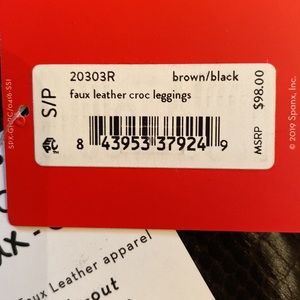 S/P
20303R brown/black
faux leather croc leggings
8 43953 37924 9
MSRP $98.00
© 2019 Spanx, Inc.
Faux Leather apparel